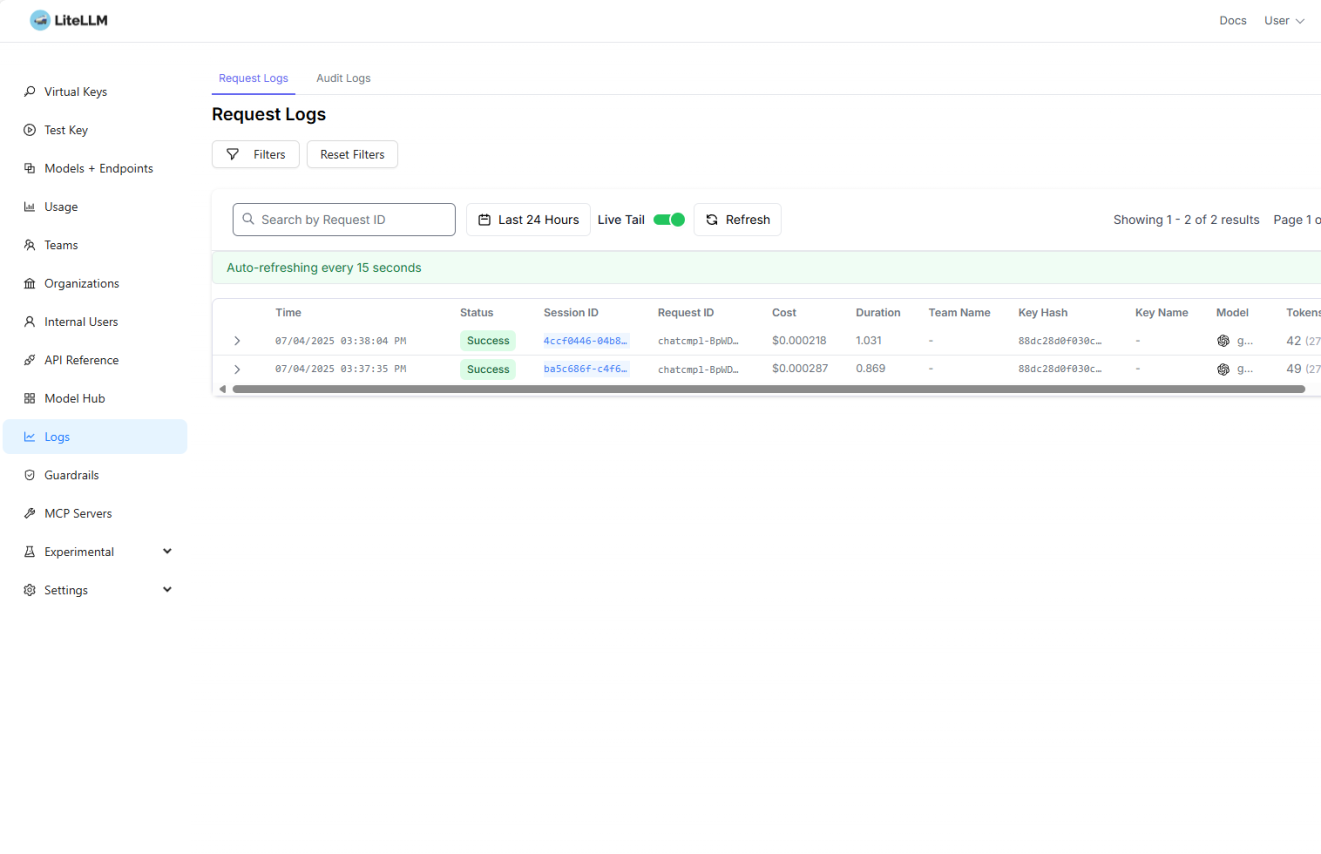 LiteLLM
Docs User
Virtual Keys
Test Key
Models + Endpoints
Usage
Teams
Organizations
Internal Users
API Reference
Model Hub
Logs
Guardrails
MCP Servers
Experimental
Settings
Request Logs Audit Logs
Request Logs
Filters Reset Filters
Search by Request ID Last 24 Hours Live Tail Refresh Showing 1 - 2 of 2 results Page 1 o
Auto-refreshing every 15 seconds
Time Status Session ID Request ID Cost Duration Team Name Key Hash Key Name Model Tokens
07/04/2025 03:38:04 PM Success 4ccf0446-04b8… chatcmpl-BpWD… $0.000218 1.031 - 88dc28d0f030c… - g… 42 (27
07/04/2025 03:37:35 PM Success ba5c686f-c4f6… chatcmpl-BpWD… $0.000287 0.869 - 88dc28d0f030c… - g… 49 (27